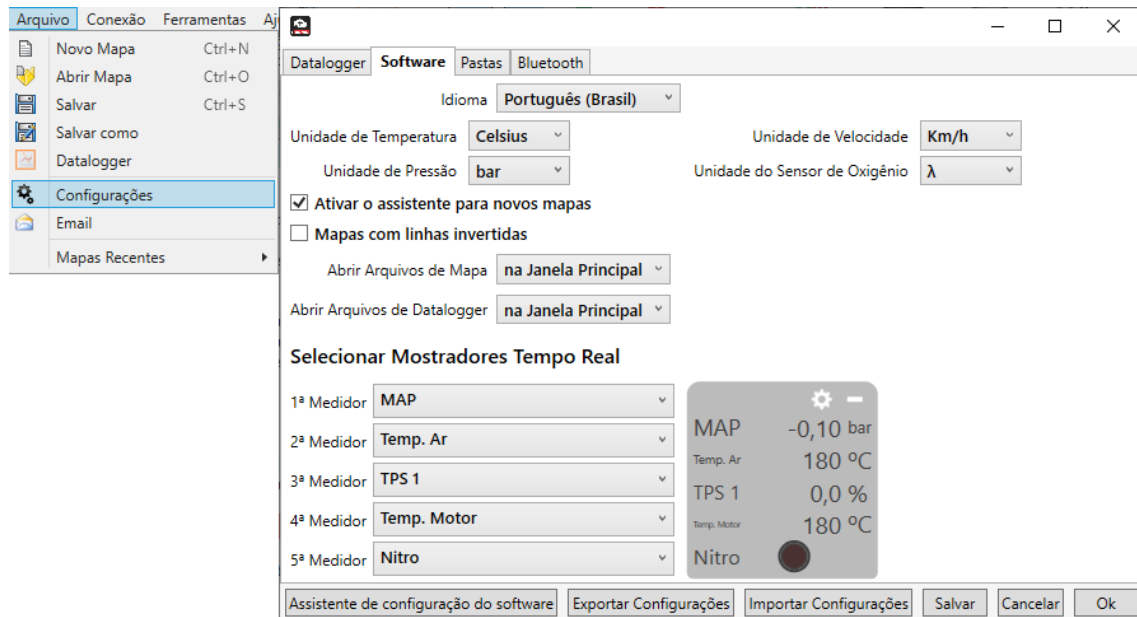 Arquivo Conexão Ferramentas Aj
Novo Mapa Ctrl+N
Abrir Mapa Ctrl+O
Salvar Ctrl+S
Salvar como
Datalogger
Configurações
Email
Mapas Recentes
Datalogger Software Pastas Bluetooth
Idioma Português (Brasil)
Unidade de Temperatura Celsius Unidade de Velocidade Km/h
Unidade de Pressão bar Unidade do Sensor de Oxigênio λ
Ativar o assistente para novos mapas
Mapas com linhas invertidas
Abrir Arquivos de Mapa na Janela Principal
Abrir Arquivos de Datalogger na Janela Principal
Selecionar Mostradores Tempo Real
1ª Medidor MAP
2ª Medidor Temp. Ar
3ª Medidor TPS 1
4ª Medidor Temp. Motor
5ª Medidor Nitro
MAP -0,10 bar
Temp. Ar 180 ºC
TPS 1 0,0 %
Temp. Motor 180 ºC
Nitro
Assistente de configuração do software Exportar Configurações Importar Configurações Salvar Cancelar Ok